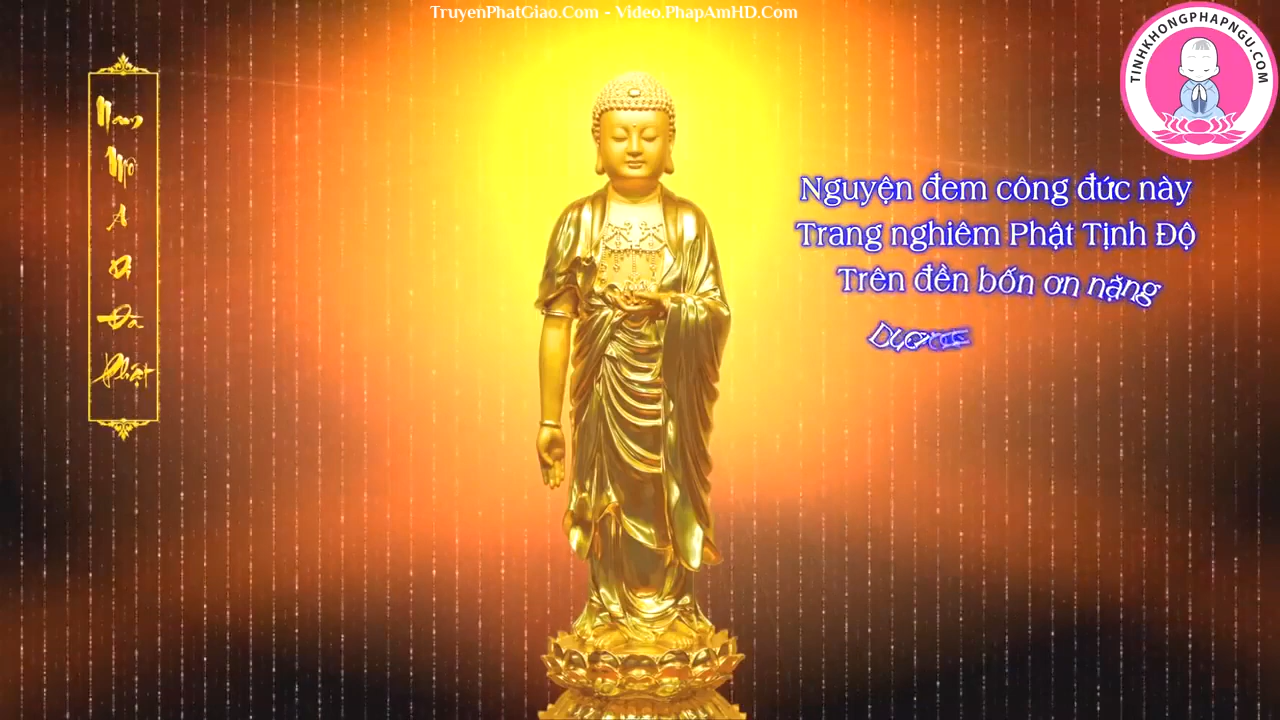 TruyenPhatGiao.Com - Video.PhapAmHD.Com
TINHKHONGPHAPNGU.COM
Nam
Mô
A
Di
Đà
Phật
Nguyện đem công đức này
Trang nghiêm Phật Tịnh Độ
Trên đền bốn ơn nặng